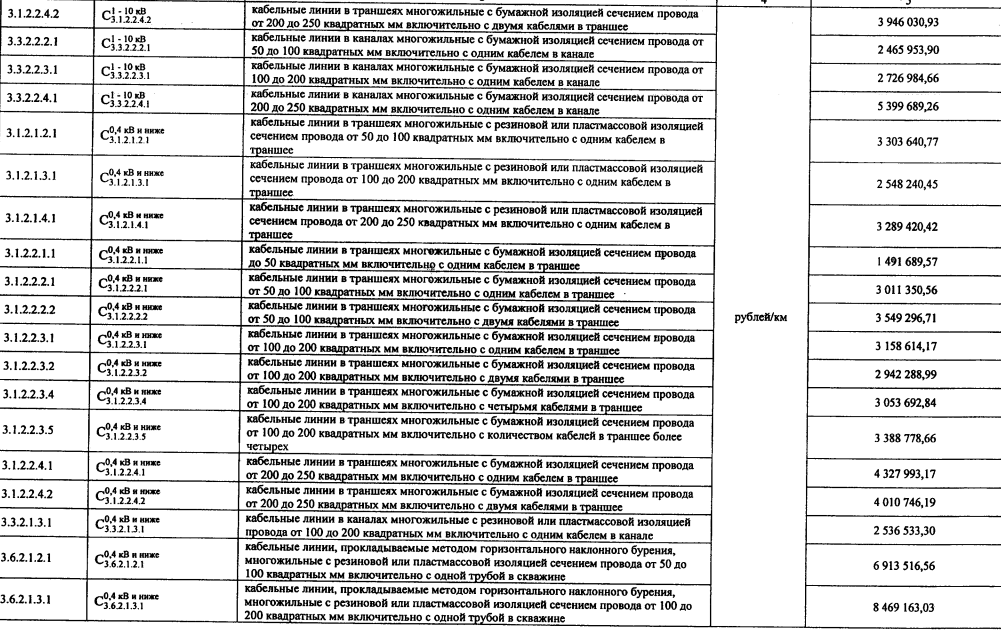 4
5
3.1.2.2.4.2
C 1 - 10 кВ 3.1.2.2.4.2
кабельные линии в траншеях многожильные с бумажной изоляцией сечением провода
от 200 до 250 квадратных мм включительно с двумя кабелями в траншее
3 946 030,93
3.3.2.2.2.1
C 1 - 10 кВ 3.3.2.2.2.1
кабельные линии в каналах многожильные с бумажной изоляцией сечением провода от
50 до 100 квадратных мм включительно с одним кабелем в канале
2 465 953,90
3.3.2.2.3.1
C 1 - 10 кВ 3.3.2.2.3.1
кабельные линии в каналах многожильные с бумажной изоляцией сечением провода от
100 до 200 квадратных мм включительно с одним кабелем в канале
2 726 984,66
3.3.2.2.4.1
C 1 - 10 кВ 3.3.2.2.4.1
кабельные линии в каналах многожильные с бумажной изоляцией сечением провода от
200 до 250 квадратных мм включительно с одним кабелем в канале
5 399 689,26
3.1.2.1.2.1
C 0,4 кВ и ниже 3.1.2.1.2.1
кабельные линии в траншеях многожильные с резиновой или пластмассовой изоляцией
сечением провода от 50 до 100 квадратных мм включительно с одним кабелем в
траншее
3 303 640,77
3.1.2.1.3.1
C 0,4 кВ и ниже 3.1.2.1.3.1
кабельные линии в траншеях многожильные с резиновой или пластмассовой изоляцией
сечением провода от 100 до 200 квадратных мм включительно с одним кабелем в
траншее
2 548 240,45
3.1.2.1.4.1
C 0,4 кВ и ниже 3.1.2.1.4.1
кабельные линии в траншеях многожильные с резиновой или пластмассовой изоляцией
сечением провода от 200 до 250 квадратных мм включительно с одним кабелем в
траншее
3 289 420,42
3.1.2.2.1.1
C 0,4 кВ и ниже 3.1.2.2.1.1
кабельные линии в траншеях многожильные с бумажной изоляцией сечением провода
до 50 квадратных мм включительно с одним кабелем в траншее
1 491 689,57
3.1.2.2.2.1
C 0,4 кВ и ниже 3.1.2.2.2.1
кабельные линии в траншеях многожильные с бумажной изоляцией сечением провода
от 50 до 100 квадратных мм включительно с одним кабелем в траншее
3 011 350,56
3.1.2.2.2.2
C 0,4 кВ и ниже 3.1.2.2.2.2
кабельные линии в траншеях многожильные с бумажной изоляцией сечением провода
от 50 до 100 квадратных мм включительно с двумя кабелями в траншее
рублей/км
3 549 296,71
3.1.2.2.3.1
C 0,4 кВ и ниже 3.1.2.2.3.1
кабельные линии в траншеях многожильные с бумажной изоляцией сечением провода
от 100 до 200 квадратных мм включительно с одним кабелем в траншее
3 158 614,17
3.1.2.2.3.2
C 0,4 кВ и ниже 3.1.2.2.3.2
кабельные линии в траншеях многожильные с бумажной изоляцией сечением провода
от 100 до 200 квадратных мм включительно с двумя кабелями в траншее
2 942 288,99
3.1.2.2.3.4
C 0,4 кВ и ниже 3.1.2.2.3.4
кабельные линии в траншеях многожильные с бумажной изоляцией сечением провода
от 100 до 200 квадратных мм включительно с четырьмя кабелями в траншее
3 053 692,84
3.1.2.2.3.5
C 0,4 кВ и ниже 3.1.2.2.3.5
кабельные линии в траншеях многожильные с бумажной изоляцией сечением провода
от 100 до 200 квадратных мм включительно с количеством кабелей в траншее более
четырех
3 388 778,66
3.1.2.2.4.1
C 0,4 кВ и ниже 3.1.2.2.4.1
кабельные линии в траншеях многожильные с бумажной изоляцией сечением провода
от 200 до 250 квадратных мм включительно с одним кабелем в траншее
4 327 993,17
3.1.2.2.4.2
C 0,4 кВ и ниже 3.1.2.2.4.2
кабельные линии в траншеях многожильные с бумажной изоляцией сечением провода
от 200 до 250 квадратных мм включительно с двумя кабелями в траншее
4 010 746,19
3.3.2.1.3.1
C 0,4 кВ и ниже 3.3.2.1.3.1
кабельные линии в каналах многожильные с резиновой или пластмассовой изоляцией
провода от 100 до 200 квадратных мм включительно с одним кабелем в канале
2 536 533,30
3.6.2.1.2.1
C 0,4 кВ и ниже 3.6.2.1.2.1
кабельные линии, прокладываемые методом горизонтального наклонного бурения,
многожильные с резиновой или пластмассовой изоляцией сечением провода от 50 до
100 квадратных мм включительно с одной трубой в скважине
6 913 516,56
3.6.2.1.3.1
C 0,4 кВ и ниже 3.6.2.1.3.1
кабельные линии, прокладываемые методом горизонтального наклонного бурения,
многожильные с резиновой или пластмассовой изоляцией сечением провода от 100 до
200 квадратных мм включительно с одной трубой в скважине
8 469 163,03